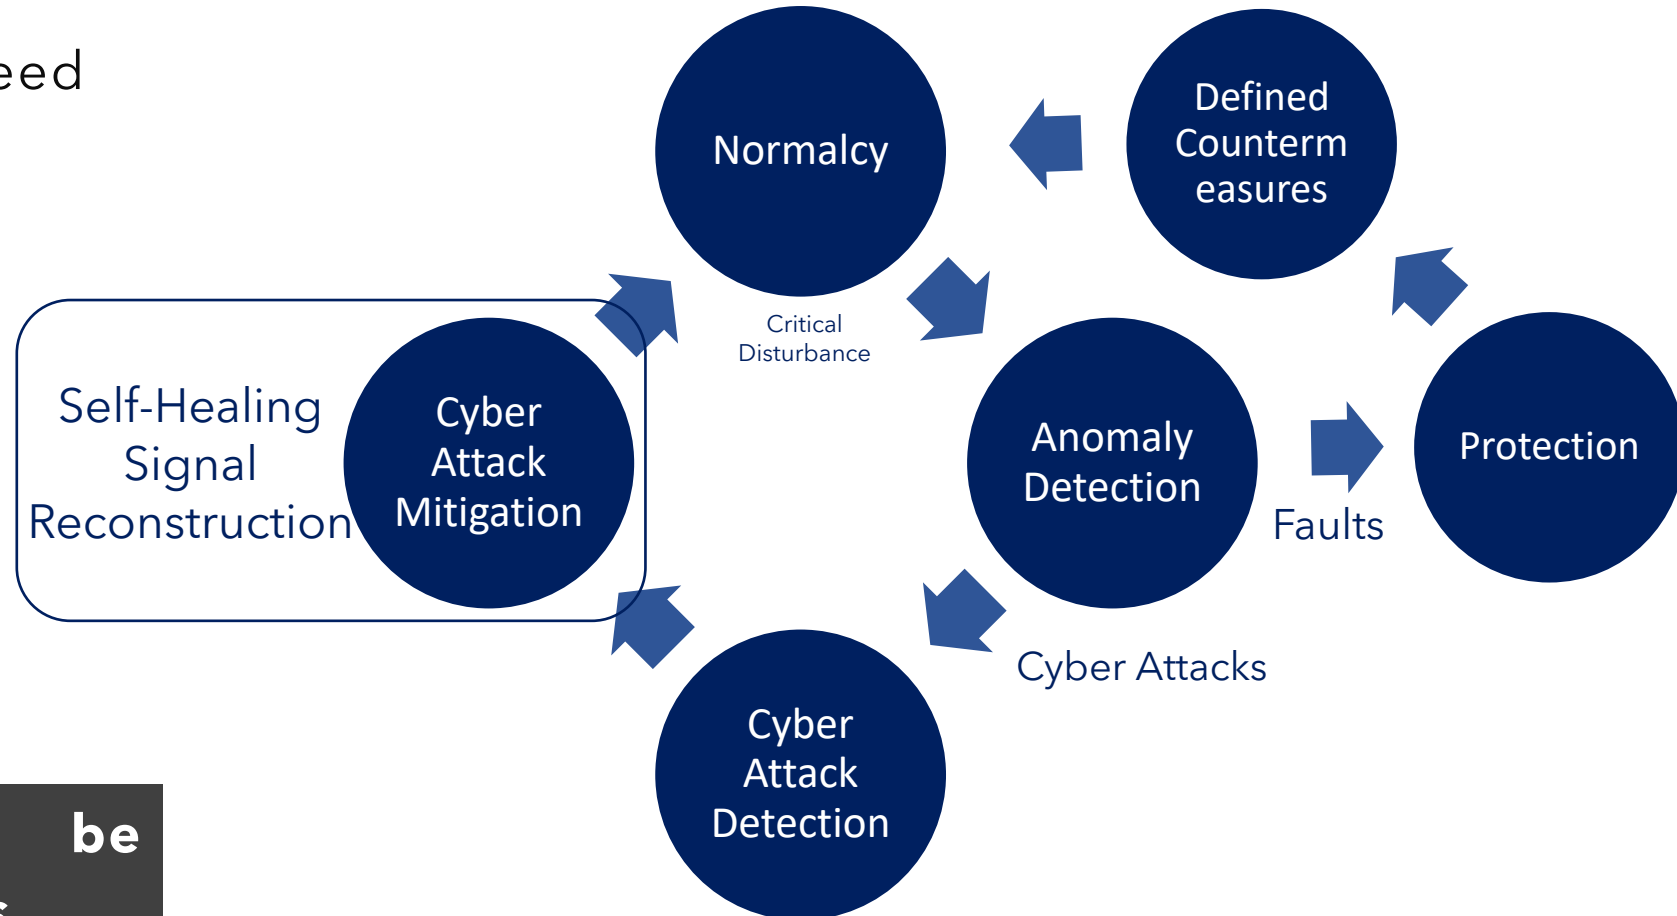 eed
Normalcy
Defined
Counterm
easures
Critical
Disturbance
Self-Healing
Signal
Reconstruction
Cyber
Attack
Mitigation
Anomaly
Detection
Faults
Protection
Cyber Attacks
Cyber
Attack
Detection
be